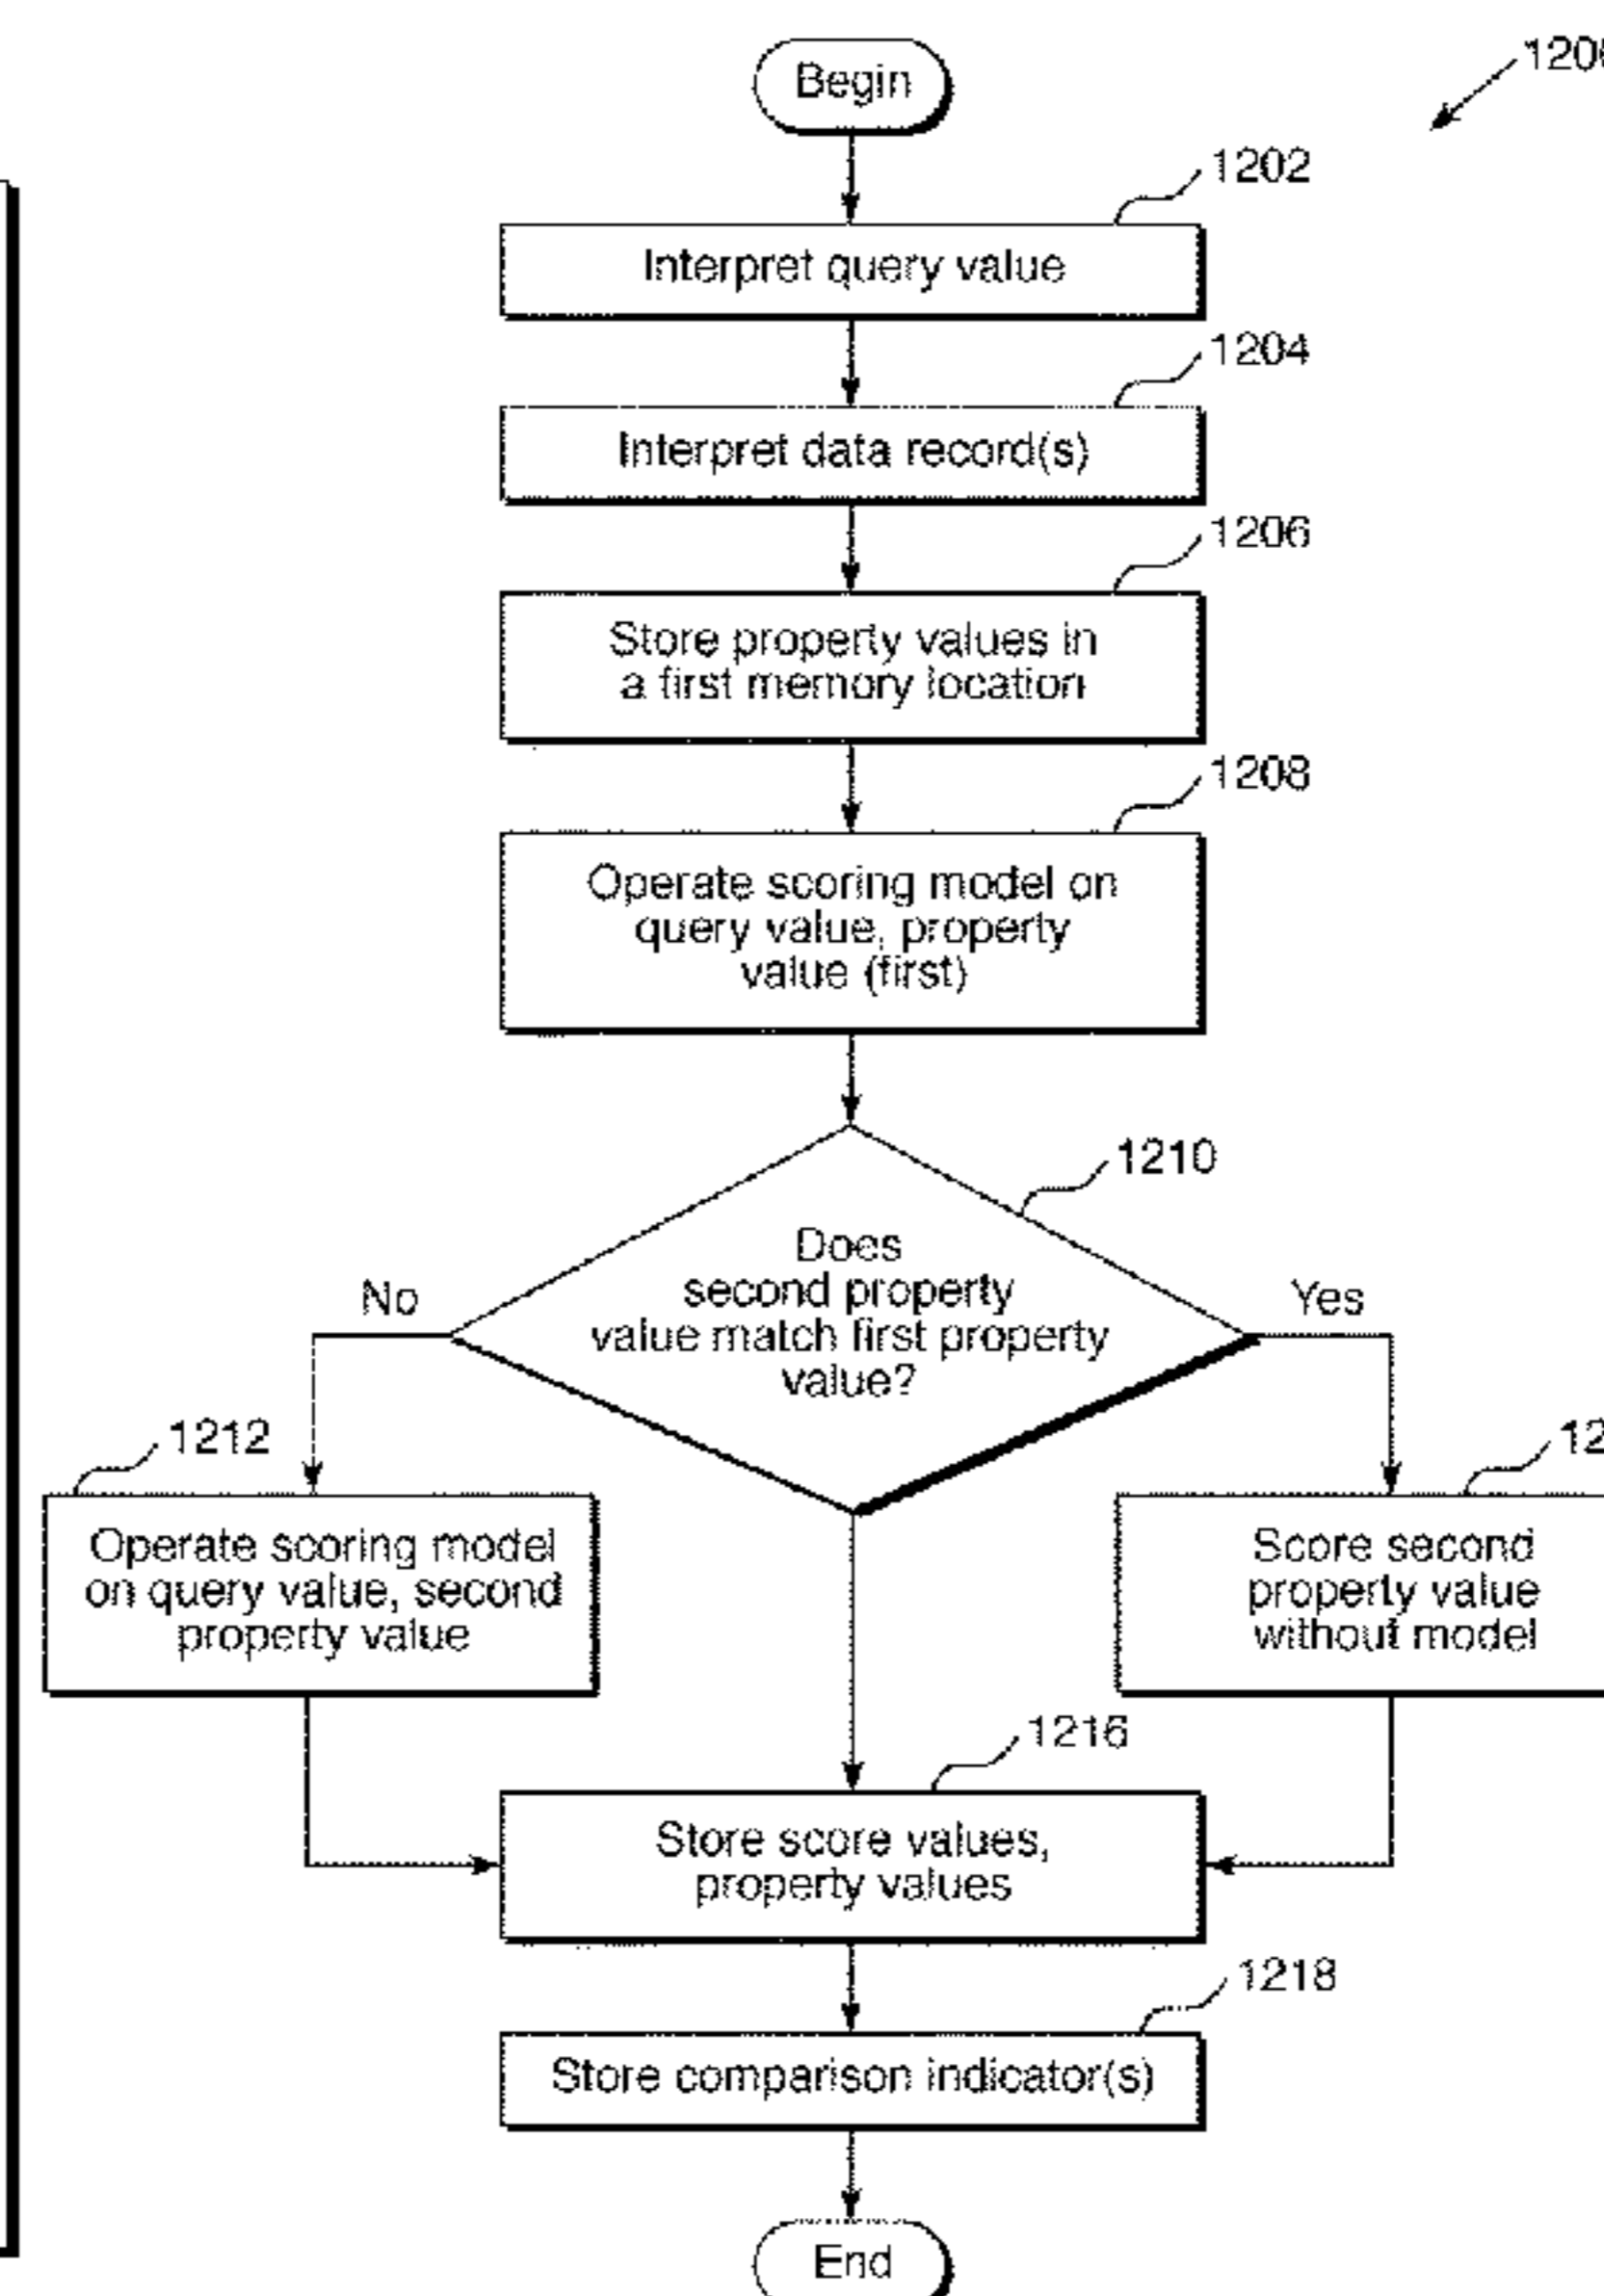 Begin
1202
Interpret query value
1204
Interpret data record(s)
1206
Store property values in
a first memory location
1208
Operate scoring model on
query value, property
value (first)
1210
Does
second property
value match first property
value?
No
Yes
1212
Operate scoring model
on query value, second
property value
Score second
property value
without model
1216
Store score values,
property values
1218
Store comparison indicator(s)
End